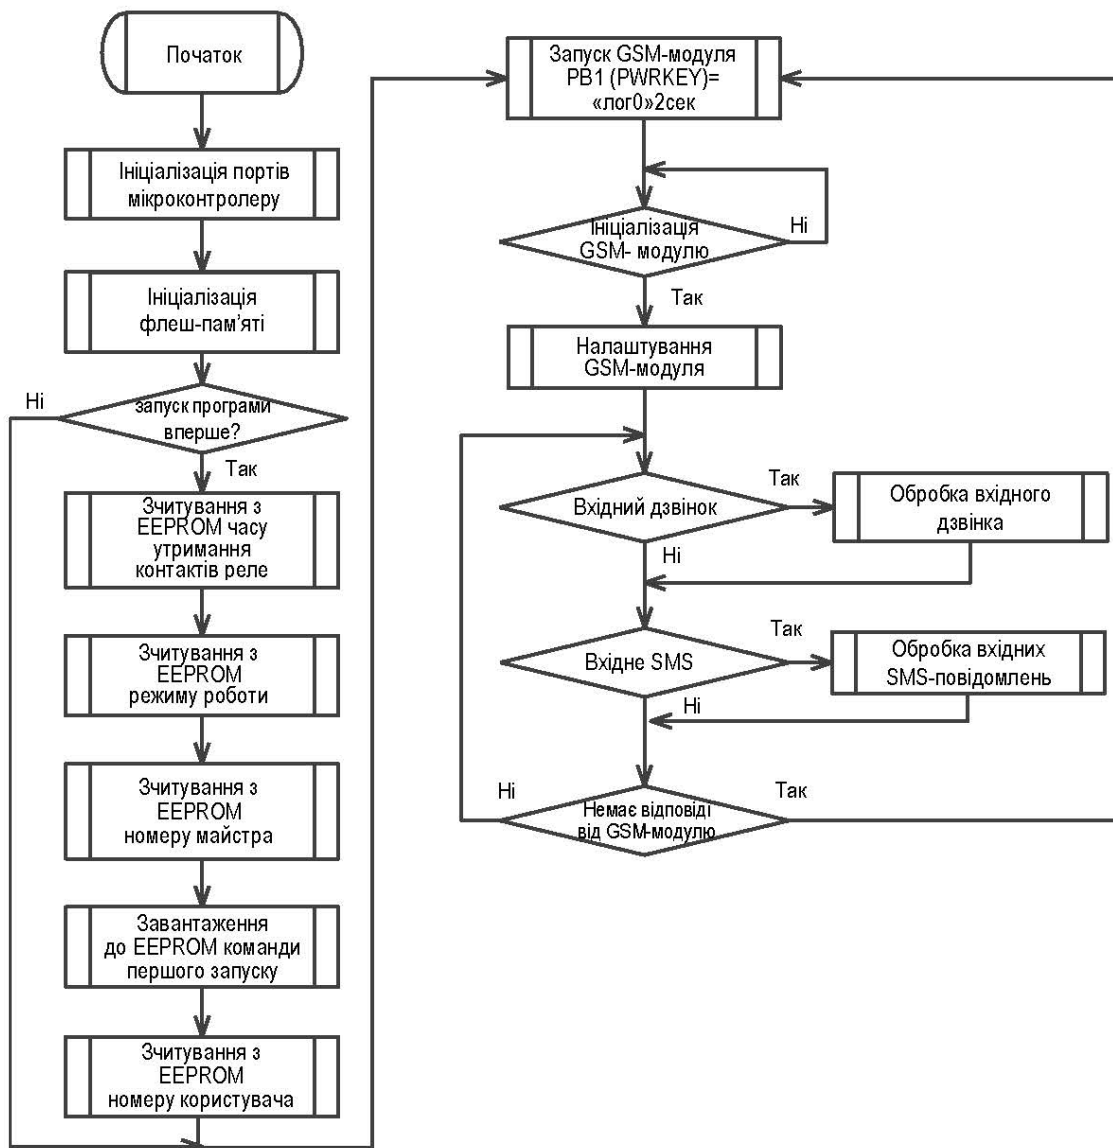 Початок
Ініціалізація портів
мікроконтролеру
Ініціалізація
флеш-пам’яті
Ні
запуск програми
вперше?
Так
Зчитування з
EEPROM часу
утримання
контактів реле
Зчитування з
EEPROM
режиму роботи
Зчитування з
EEPROM
номеру майстра
Завантаження
до EEPROM команди
першого запуску
Зчитування з
EEPROM
номеру користувача
Запуск GSM-модуля
PB1 (PWRKEY)=
«лог0»2сек
Ініціалізація
GSM- модулю
Ні
Так
Налаштування
GSM-модуля
Вхідний дзвінок
Так
Обробка вхідного
дзвінка
Ні
Вхідне SMS
Так
Обробка вхідних
SMS-повідомлень
Ні
Ні
Немає відповіді
від GSM-модулю
Так